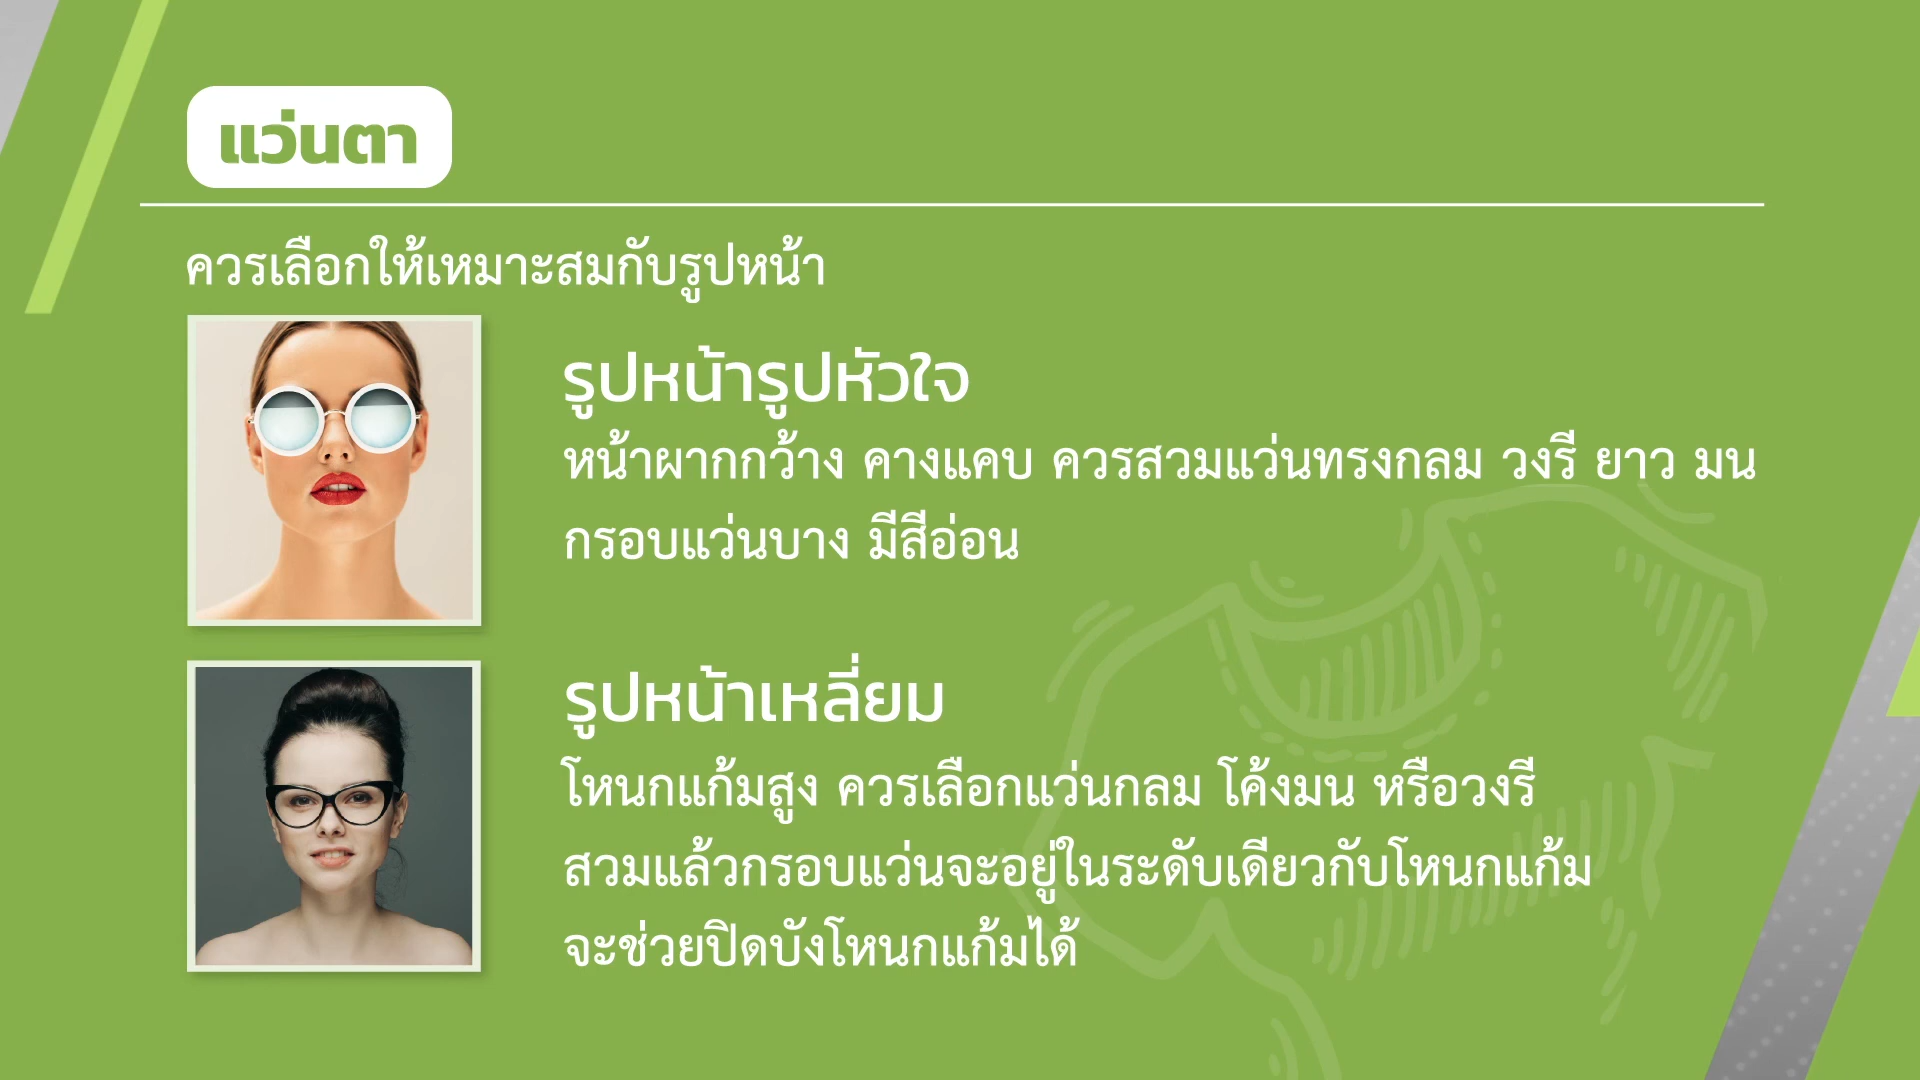 แว่นตา
ควรเลือกให้เหมาะสมกับรูปหน้า
รูปหน้ารูปหัวใจ
หน้าผากกว้าง คางแคบ ควรสวมแว่นทรงกลม วงรี ยาว มน
กรอบแว่นบาง มีสีอ่อน
รูปหน้าเหลี่ยม
โหนกแก้มสูง ควรเลือกแว่นกลม โค้งมน หรือวงรี
สวมแล้วกรอบแว่นจะอยู่ในระดับเดียวกับโหนกแก้ม
จะช่วยปิดบังโหนกแก้มได้